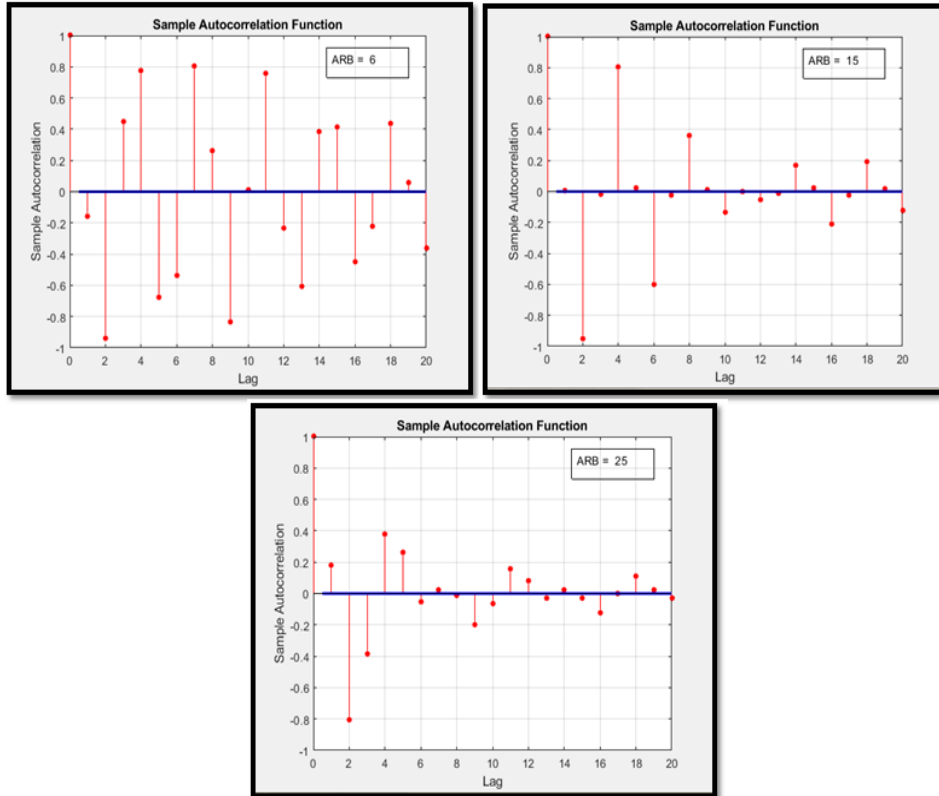 Sample Autocorrelation Function
ARB = 6
1
0.8
0.6
0.4
0.2
0
-0.2
-0.4
-0.6
-0.8
-1
Sample Autocorrelation
0 2 4 6 8 10 12 14 16 18 20
Lag
Sample Autocorrelation Function
ARB = 15
1
0.8
0.6
0.4
0.2
0
-0.2
-0.4
-0.6
-0.8
-1
Sample Autocorrelation
0 2 4 6 8 10 12 14 16 18 20
Lag
Sample Autocorrelation Function
ARB = 25
1
0.8
0.6
0.4
0.2
0
-0.2
-0.4
-0.6
-0.8
-1
Sample Autocorrelation
0 2 4 6 8 10 12 14 16 18 20
Lag